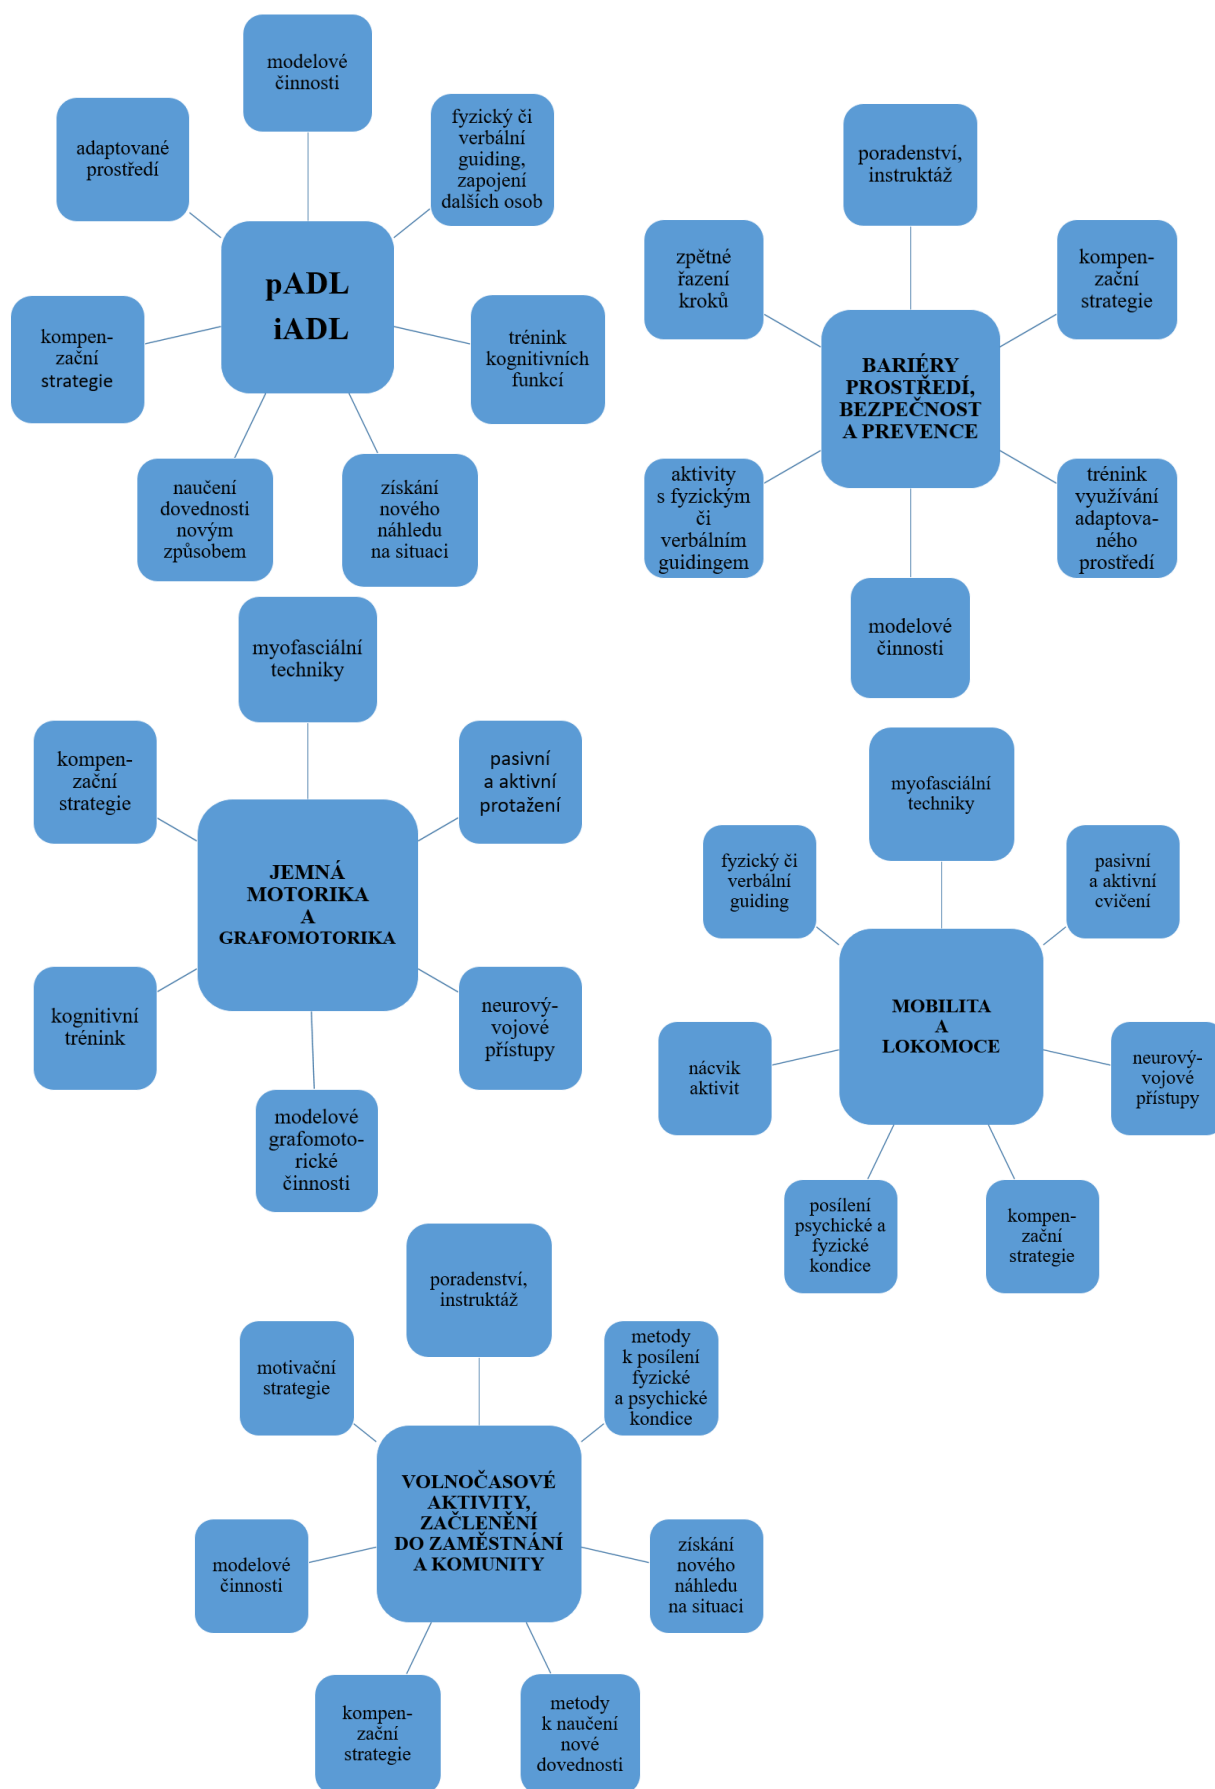 modelové
činnosti
fyzický či
verbální
guiding,
zapojení
dalších osob
adaptované
prostředí
pADL
iADL
kompen-
zační
strategie
trénink
kognitivních
funkcí
naučení
dovednosti
novým
způsobem
získání
nového
náhledu
na situaci
poradenství,
instruktáž
zpětné
řazení
kroků
kompen-
zační
strategie
BARIÉRY
PROSTŘEDÍ,
BEZPEČNOST
A PREVENCE
aktivity
s fyzickým
či
verbálním
guidingem
trénink
využívání
adaptova-
ného
prostředí
modelové
činnosti
myofasciální
techniky
kompen-
zační
strategie
pasivní
a aktivní
protažení
JEMNÁ
MOTORIKA
A
GRAFOMOTORIKA
kognitivní
trénink
neurový-
vojové
přístupy
modelové
grafomoto-
rické
činnosti
myofasciální
techniky
fyzický či
verbální
guiding
pasivní
a aktivní
cvičení
MOBILITA
A
LOKOMOCE
nácvik
aktivit
neurový-
vojové
přístupy
posílení
psychické a
fyzické
kondice
kompen-
zační
strategie
poradenství,
instruktáž
motivační
strategie
metody
k posílení
fyzické
a psychické
kondice
VOLNOČASOVÉ
AKTIVITY,
ZAČLENĚNÍ
DO ZAMĚSTNÁNÍ
A KOMUNITY
modelové
činnosti
získání
nového
náhledu
na situaci
kompen-
zační
strategie
metody
k naučení
nové
dovednosti